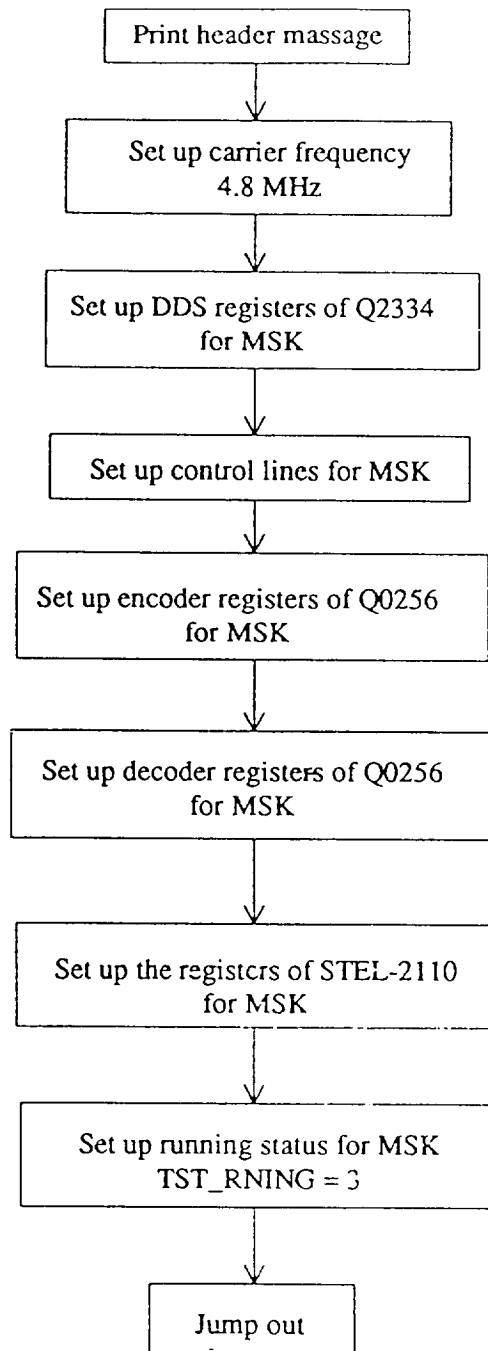 Print header massage
Set up carrier frequency
4.8 MHz
Set up DDS registers of Q2334
for MSK
Set up control lines for MSK
Set up encoder registers of Q0256
for MSK
Set up decoder registers of Q0256
for MSK
Set up the registers of STEL-2110
for MSK
Set up running status for MSK
TST_RNING = 3
Jump out